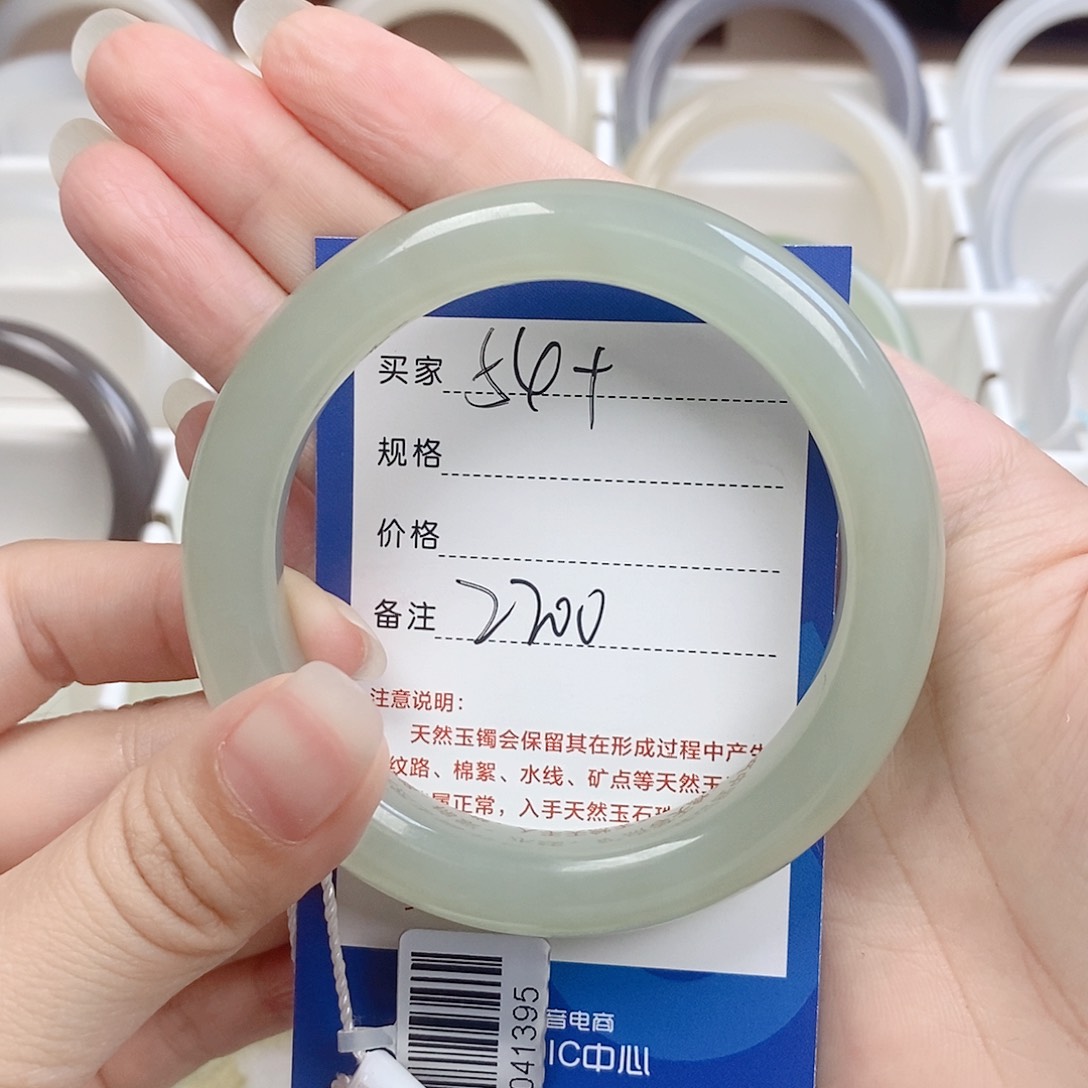 买家 54+
规格
价格
备注 2200
注意说明：
天然玉镯会保留其在形成过程中产生
纹路、棉絮、水线、矿点等天然玉
属正常，入手天然玉石珠
041395
音电商
IC中心